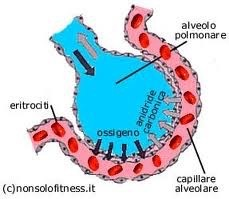 alveolo
polmonare
eritrociti
ossigeno
anidride
carbonica
capillare
alveolare
(c)nonsolofitness.it